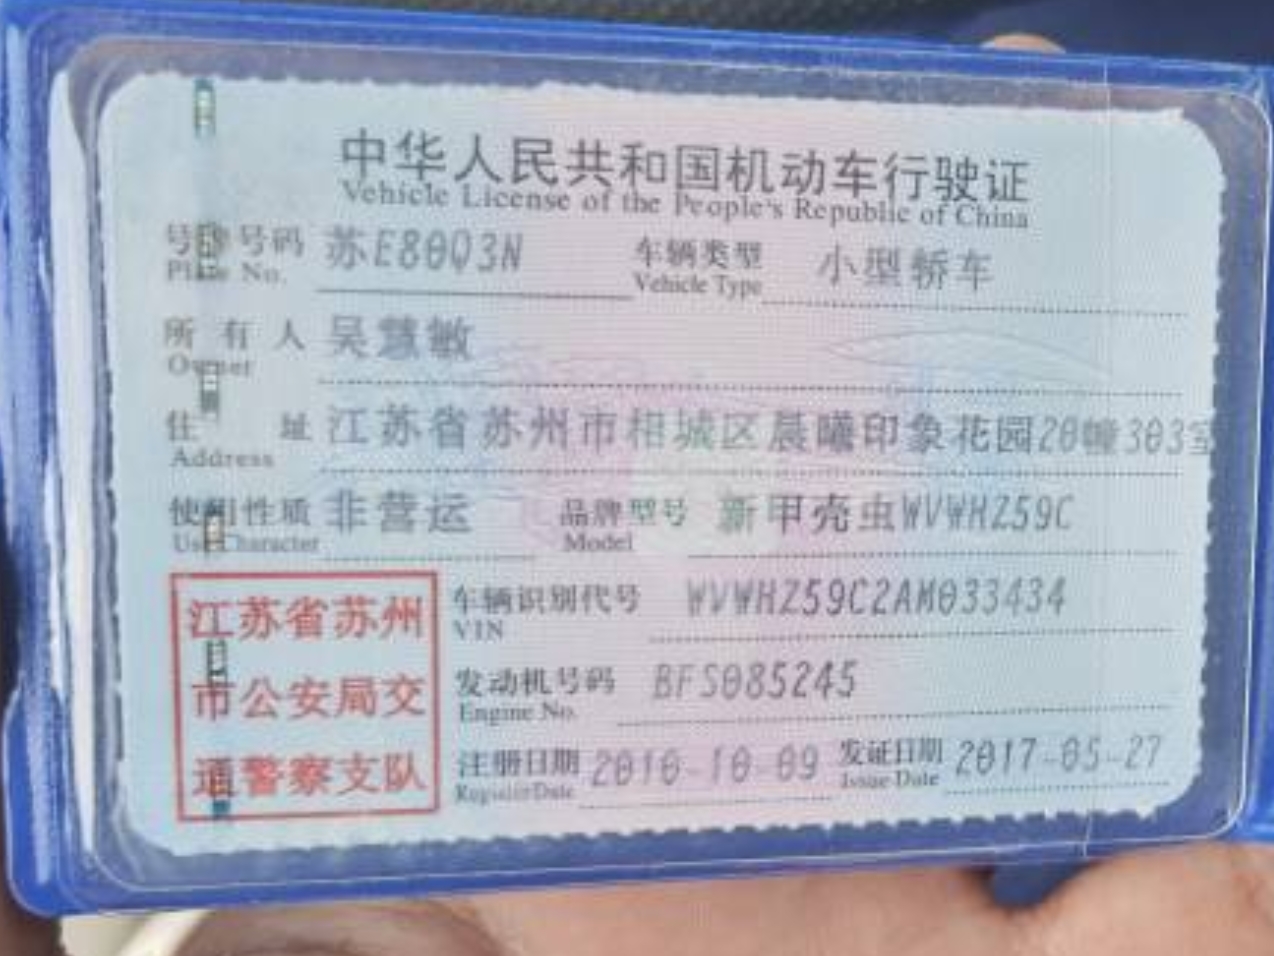 中华人民共和国机动车行驶证
Vehicle License of the People's Republic of China
号牌号码 苏E80Q3N 车辆类型 小型轿车
Plate No. Vehicle Type
所有人 吴慧敏
Owner
住址 江苏省苏州市相城区晨曦印象花园20幢303室
Address
使用性质 非营运 品牌型号 新甲壳虫WVWHZ59C
Use Character Model
江苏省苏州
市公安局交
通警察支队
车辆识别代号 WVWHZ59C2AM033434
VIN
发动机号码 BFS085245
Engine No.
注册日期 2010-10-09 发证日期 2017-05-27
Register Date Issue Date